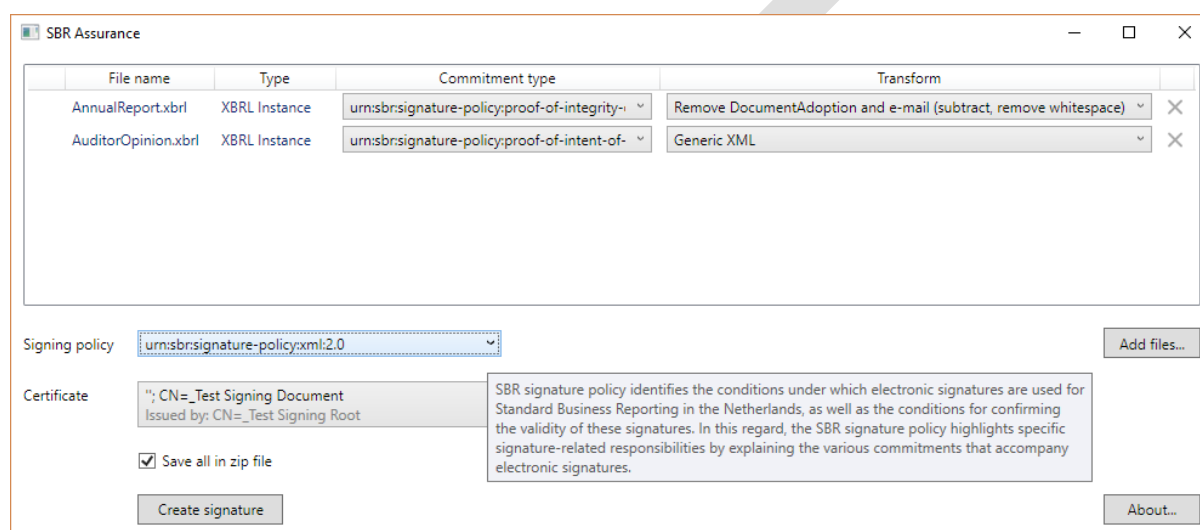 SBR Assurance
File name Type Commitment type Transform
AnnualReport.xbrl XBRL Instance urn:sbr:signature-policy:proof-of-integrity- Remove DocumentAdoption and e-mail (subtract, remove whitespace)
AuditorOpinion.xbrl XBRL Instance urn:sbr:signature-policy:proof-of-intent-of- Generic XML
Signing policy urn:sbr:signature-policy:xml:2.0 Add files...
Certificate ''; CN=_Test Signing Document
Issued by: CN=_Test Signing Root
SBR signature policy identifies the conditions under which electronic signatures are used for
Standard Business Reporting in the Netherlands, as well as the conditions for confirming
the validity of these signatures. In this regard, the SBR signature policy highlights specific
signature-related responsibilities by explaining the various commitments that accompany
electronic signatures.
Save all in zip file
Create signature About...